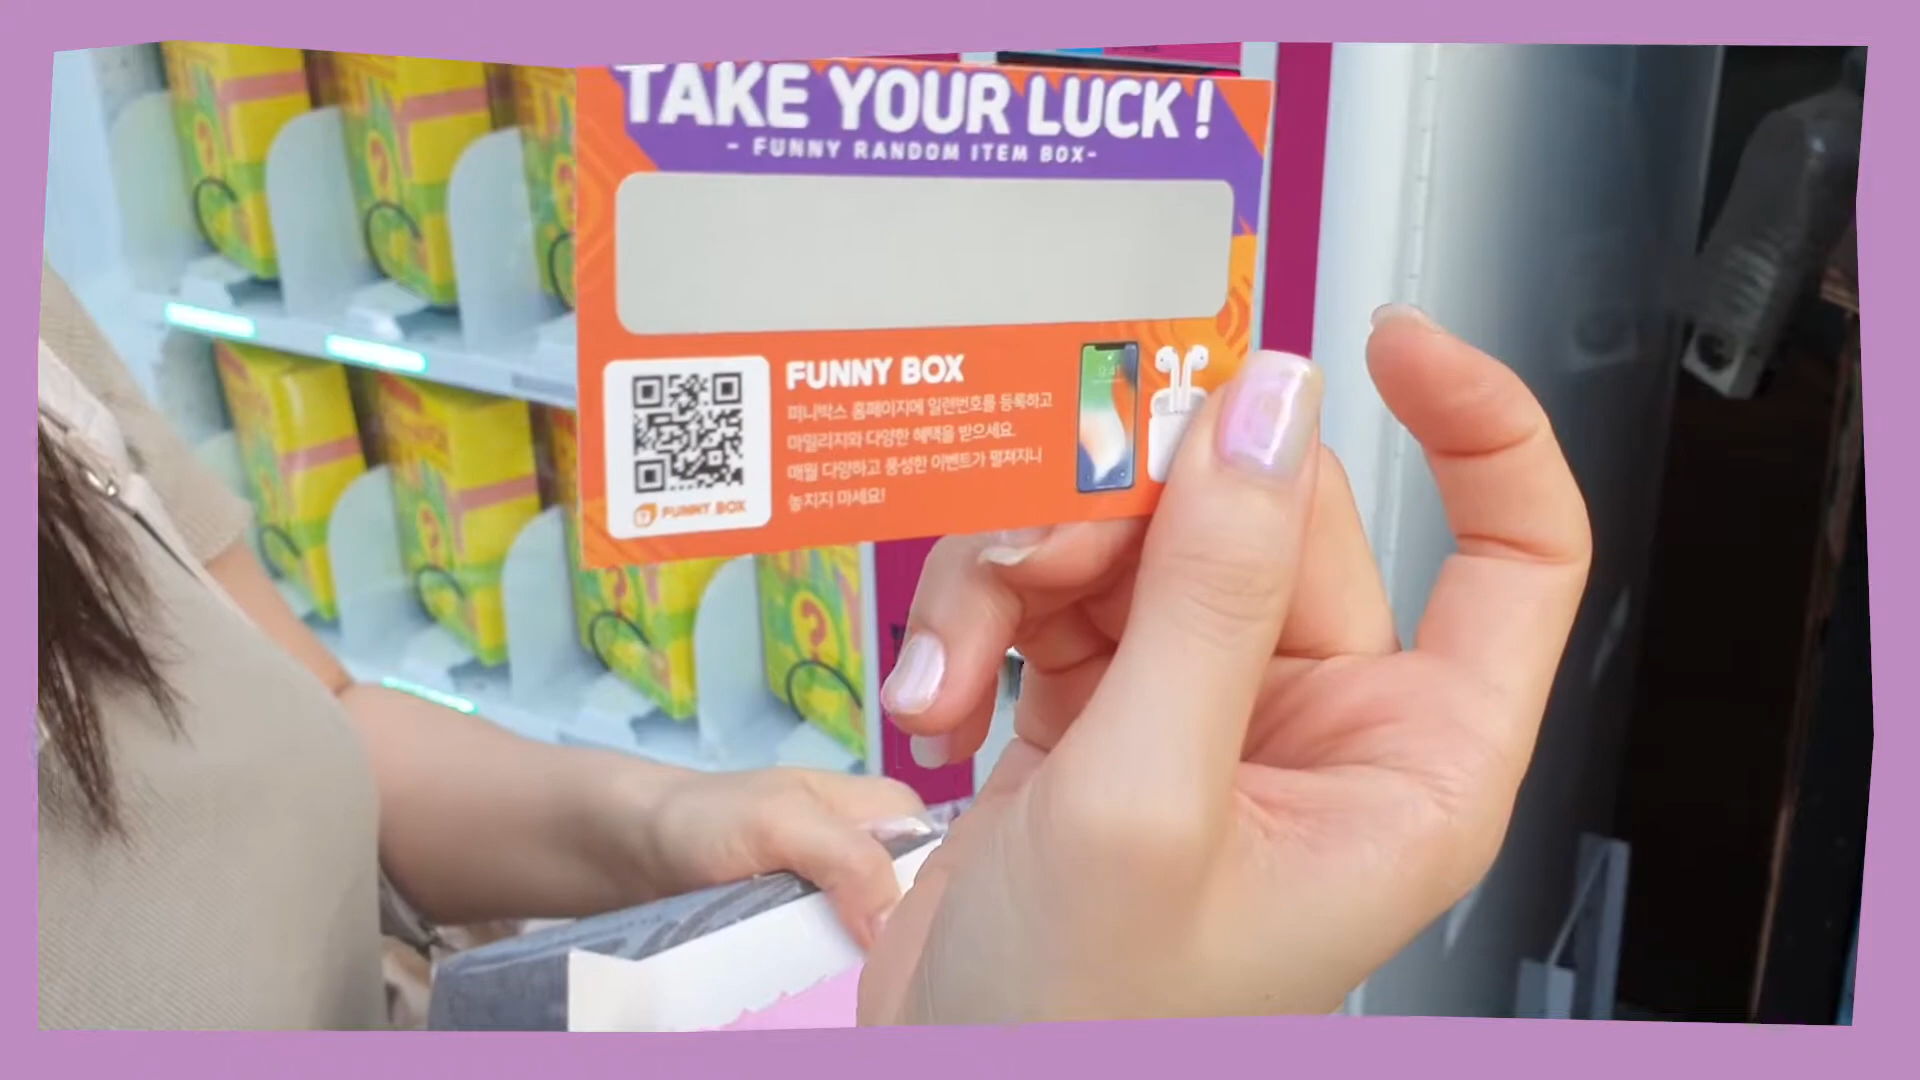 TAKE YOUR LUCK!
- FUNNY RANDOM ITEM BOX-
FUNNY BOX
퍼니박스 홈페이지에 일련번호를 등록하고
마일리지와 다양한 혜택을 받으세요.
매월 다양하고 풍성한 이벤트가 펼쳐지니
놓치지 마세요!
FUNNY BOX